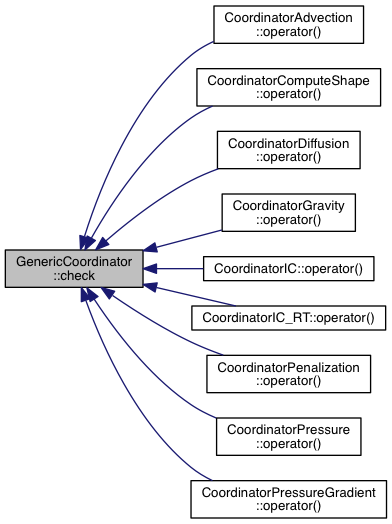 CoordinatorAdvection
::operator()
CoordinatorComputeShape
::operator()
CoordinatorDiffusion
::operator()
CoordinatorGravity
::operator()
GenericCoordinator
::check
CoordinatorIC::operator()
CoordinatorIC_RT::operator()
CoordinatorPenalization
::operator()
CoordinatorPressure
::operator()
CoordinatorPressureGradient
::operator()